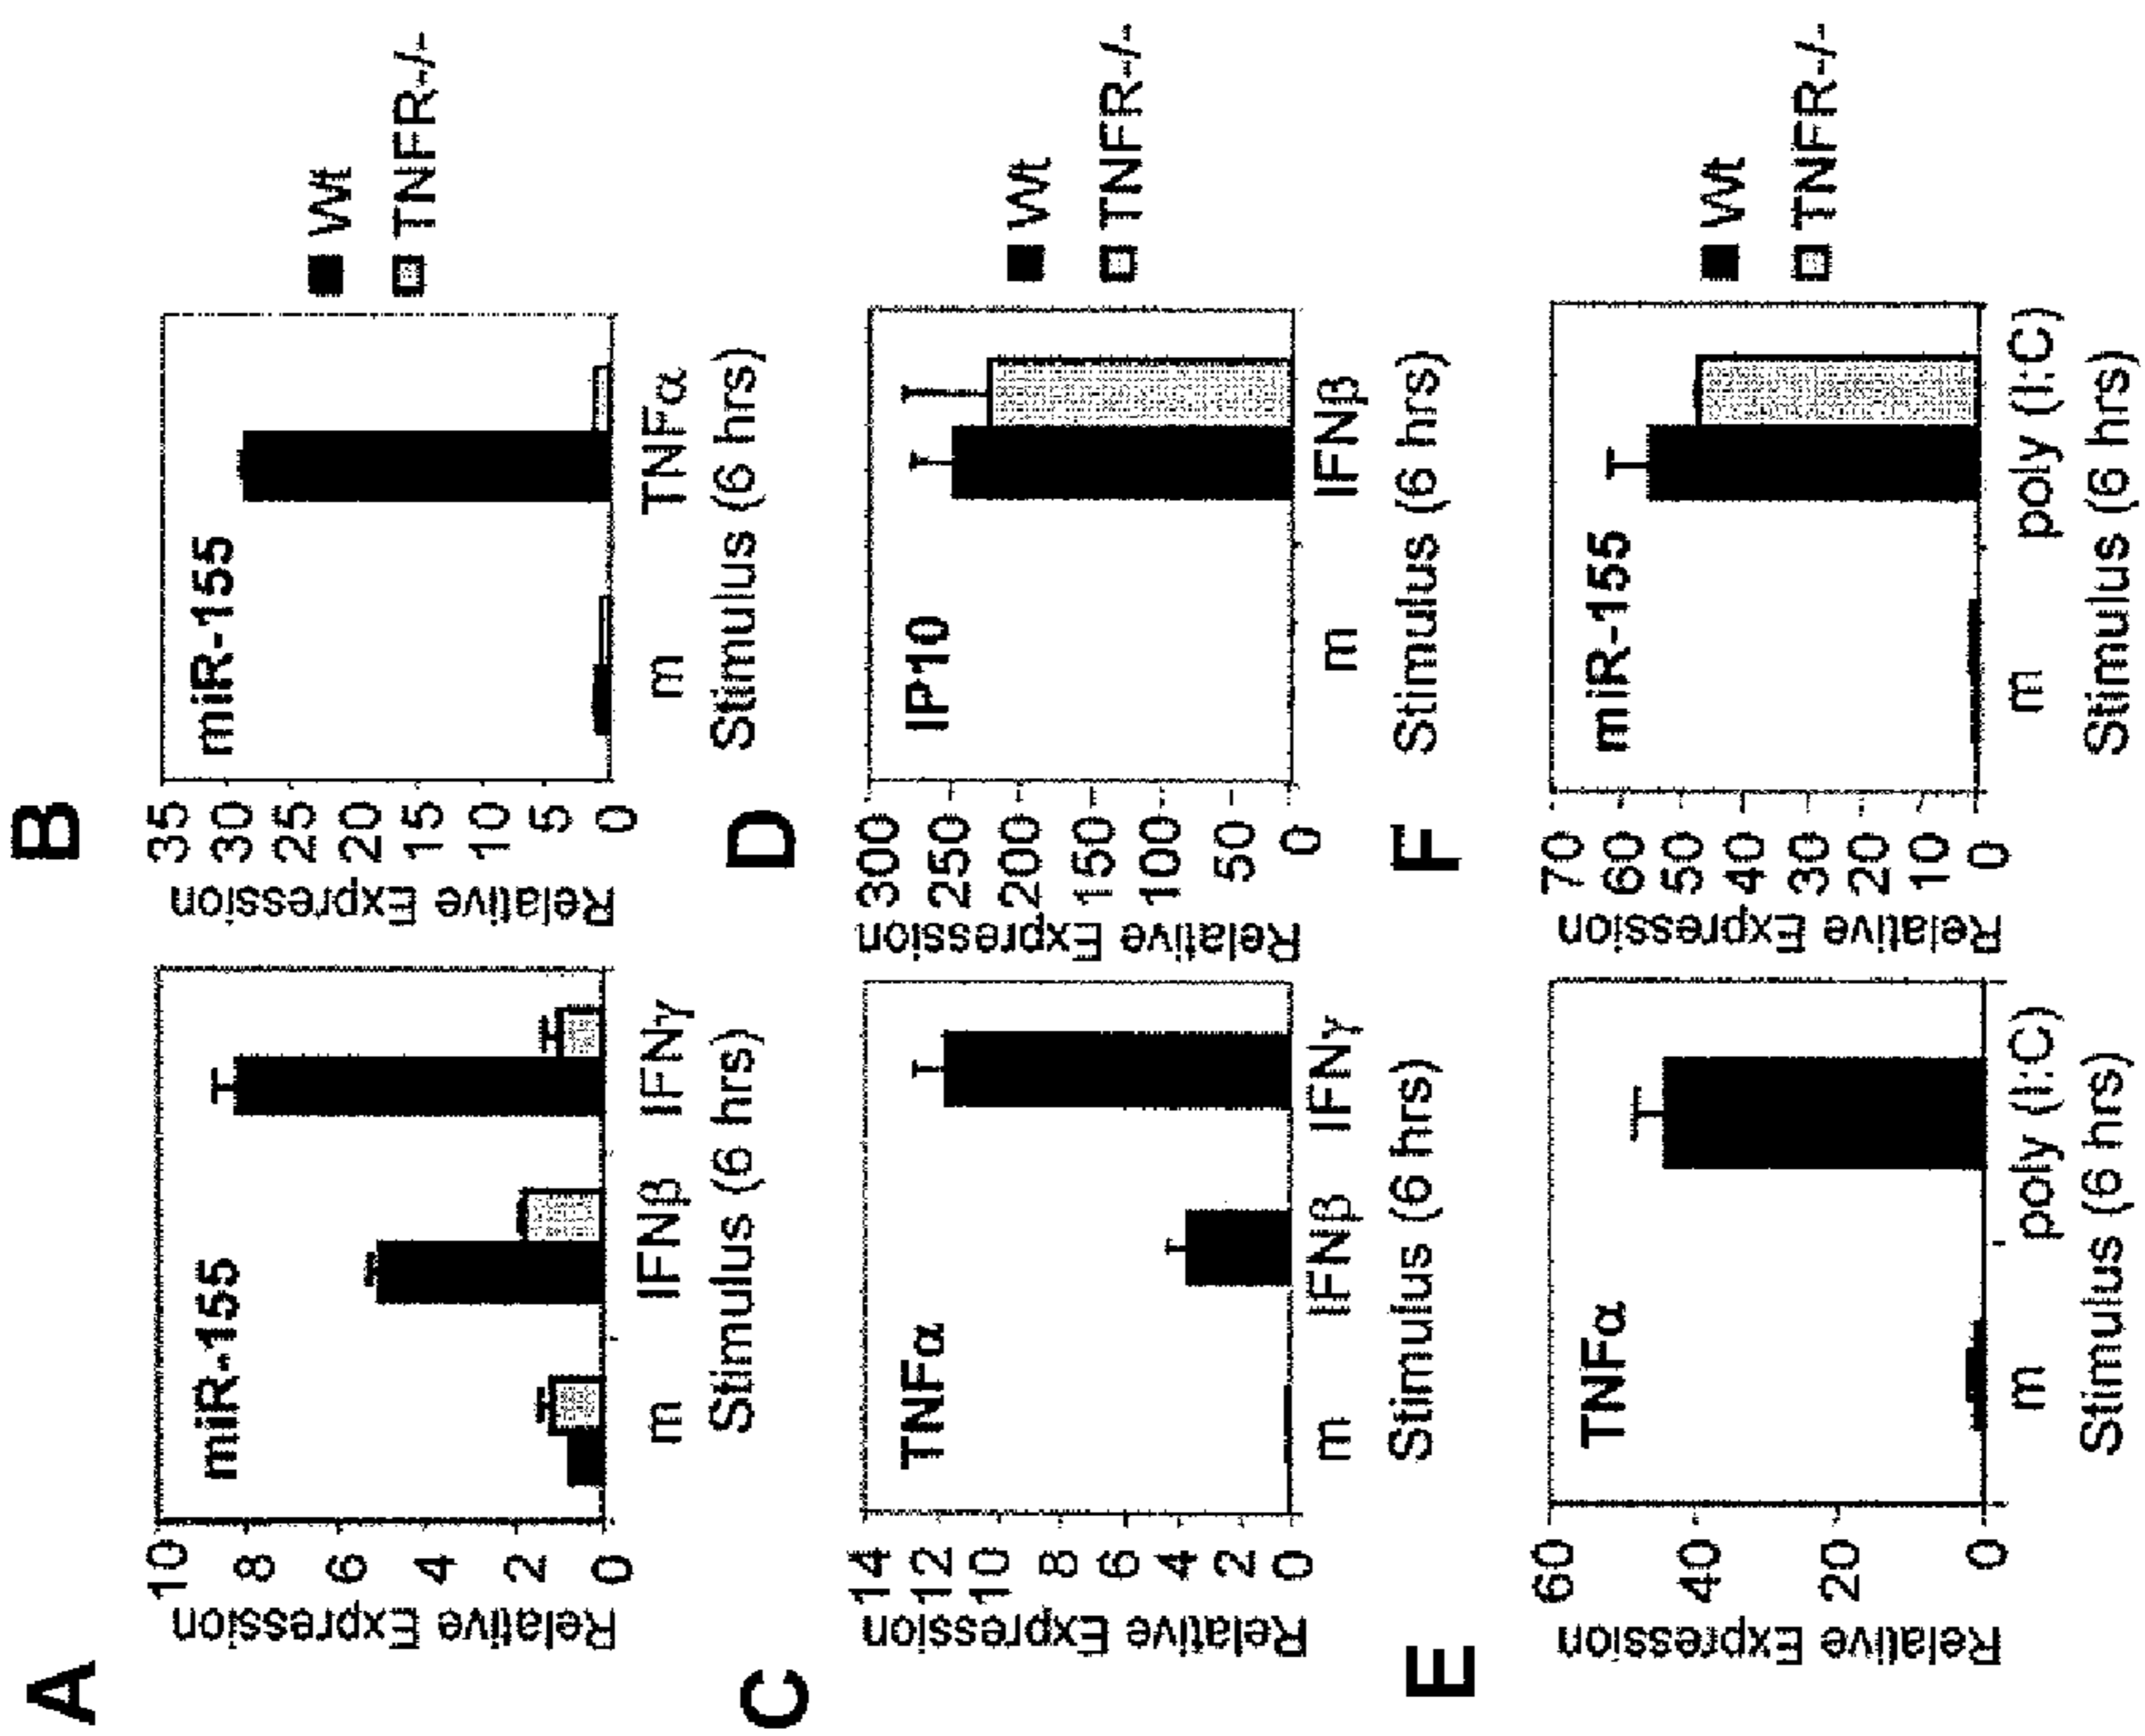 A
miR-155
Relative Expression
10
8
6
4
2
0
m IFNβ IFNγ
Stimulus (6 hrs)
B
miR-155
Relative Expression
35
30
25
20
15
10
5
0
m TNFα
Stimulus (6 hrs)
Wt
TNFR-/-
C
TNFα
Relative Expression
14
12
10
8
6
4
2
0
m IFNβ IFNγ
Stimulus (6 hrs)
D
IP10
Relative Expression
300
250
200
150
100
50
0
m IFNβ
Stimulus (6 hrs)
Wt
TNFR-/-
E
TNFα
Relative Expression
60
40
20
0
m poly (I:C)
Stimulus (6 hrs)
F
miR-155
Relative Expression
70
60
50
40
30
20
10
0
m poly (I:C)
Stimulus (6 hrs)
Wt
TNFR-/-